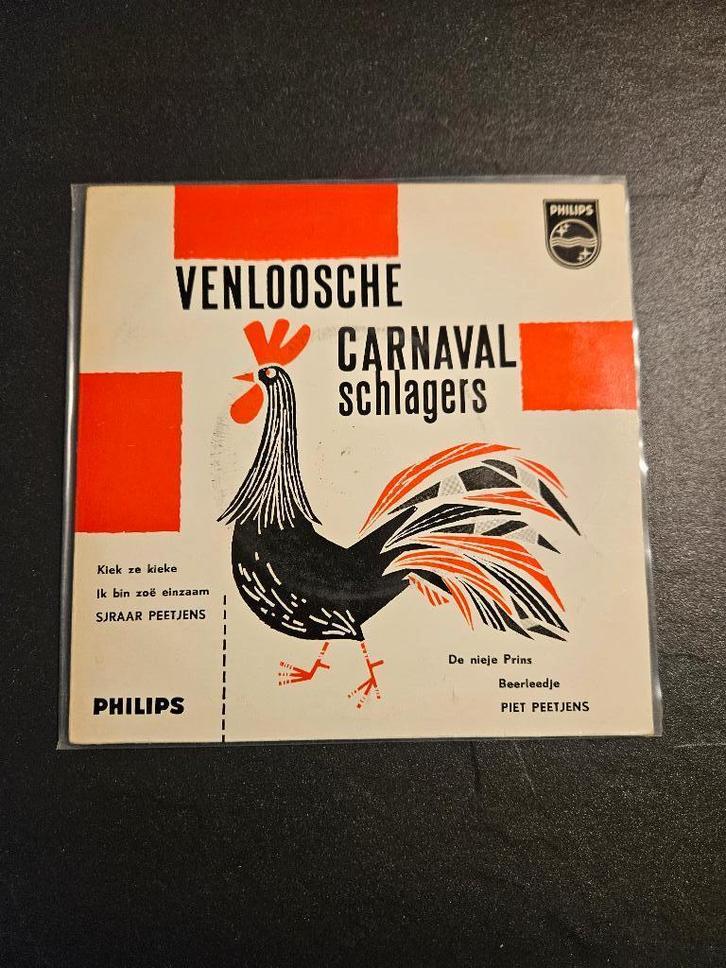 PHILIPS
VENLOOSCHE
CARNAVAL
schlagers
Kiek ze kieke
Ik bin zoë einzaam
SJRAAR PEETJENS
De nieje Prins
Beerleedje
PIET PEETJENS
PHILIPS